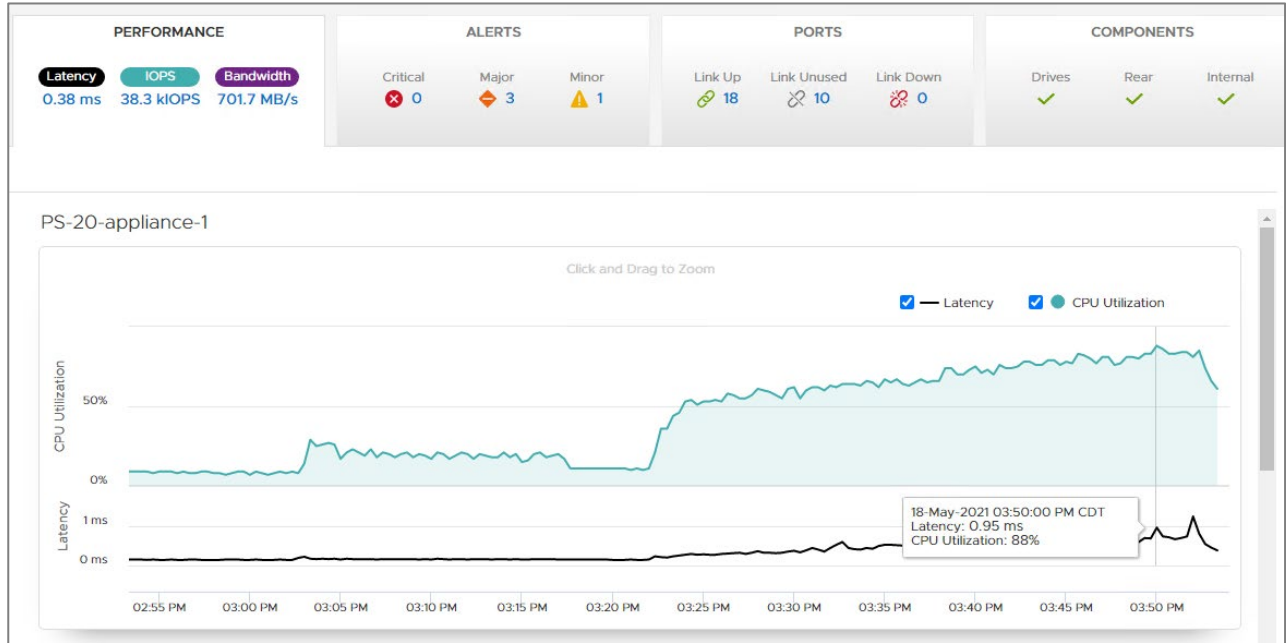 PERFORMANCE ALERTS PORTS COMPONENTS
Latency IOPS Bandwidth Critical Major Minor Link Up Link Unused Link Down Drives Rear Internal
0.38 ms 38.3 kIOPS 701.7 MB/s 0 3 1 18 10 0
PS-20-appliance-1
Click and Drag to Zoom
Latency CPU Utilization
CPU Utilization
50%
0%
Latency
1 ms
0 ms
18-May-2021 03:50:00 PM CDT
Latency: 0.95 ms
CPU Utilization: 88%
02:55 PM 03:00 PM 03:05 PM 03:10 PM 03:15 PM 03:20 PM 03:25 PM 03:30 PM 03:35 PM 03:40 PM 03:45 PM 03:50 PM